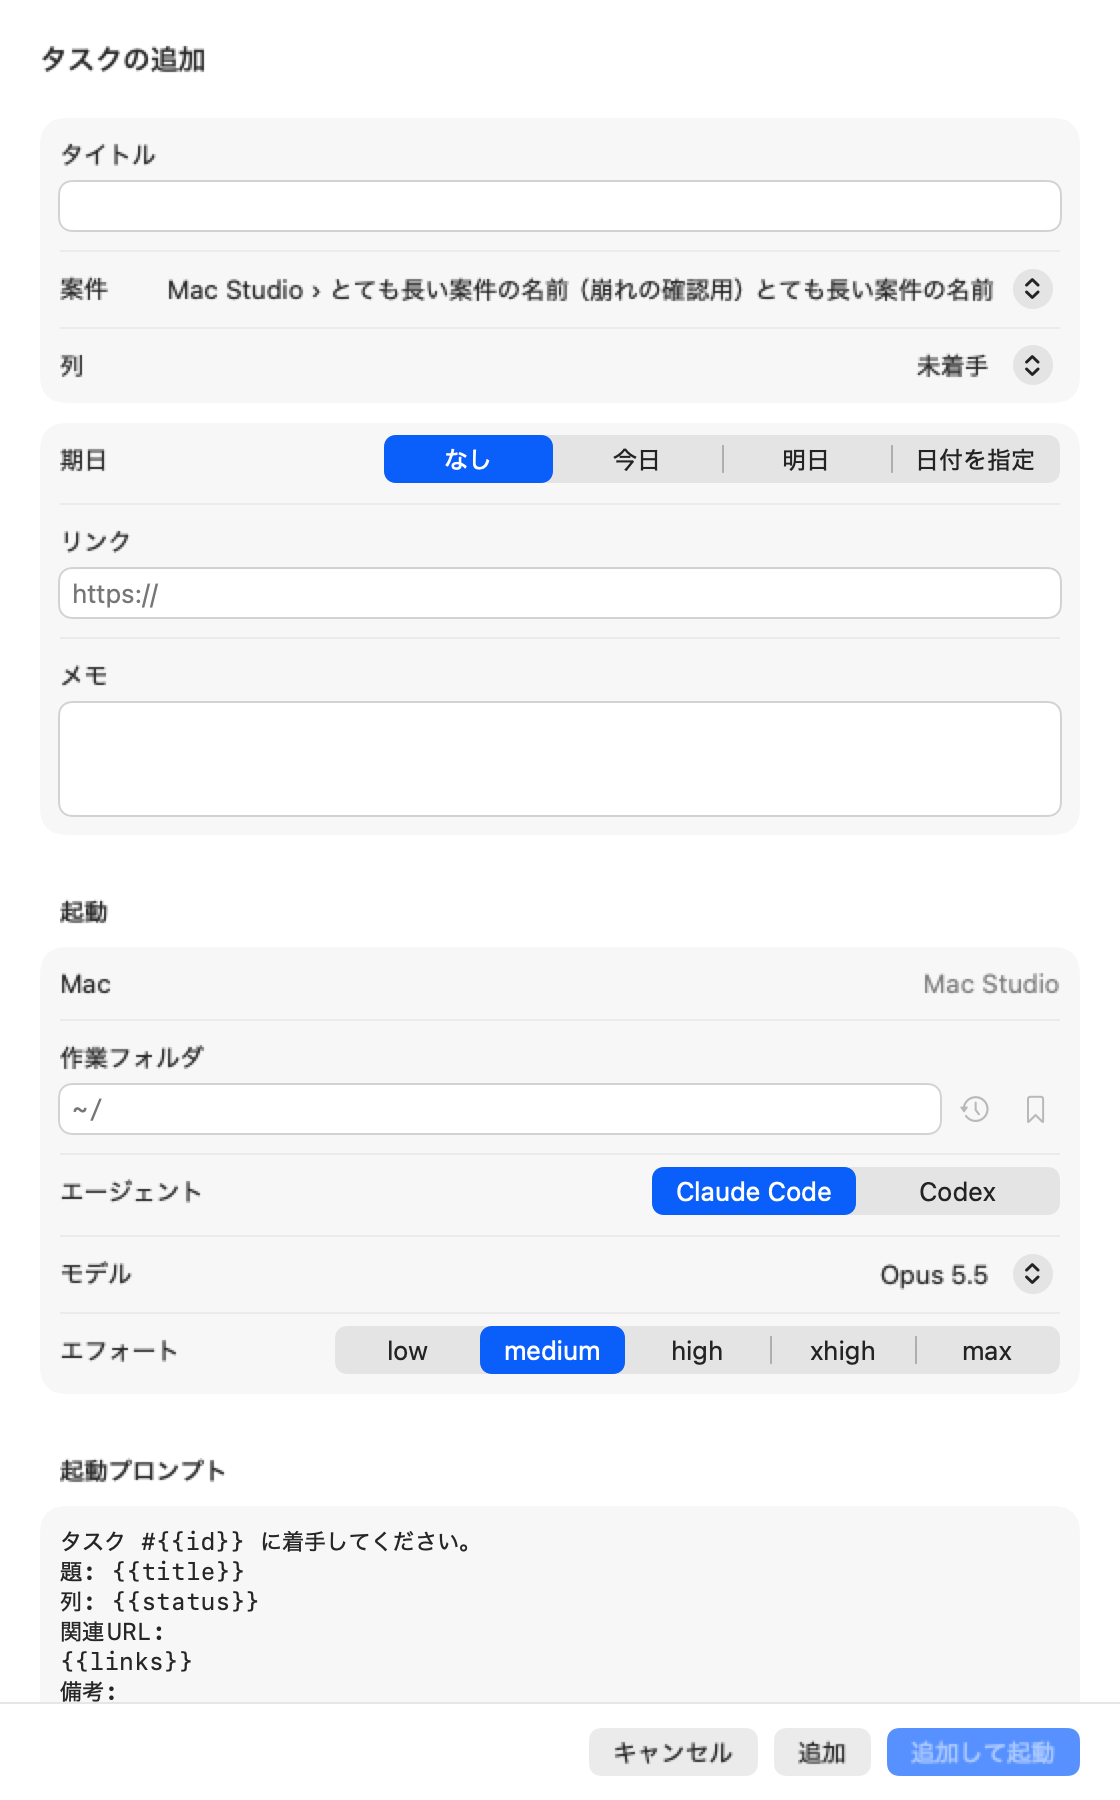 タスクの追加
タイトル
案件 Mac Studio › とても長い案件の名前（崩れの確認用）とても長い案件の名前
列 未着手
期日 なし 今日 明日 日付を指定
リンク
https://
メモ
起動
Mac Mac Studio
作業フォルダ
~/
エージェント Claude Code Codex
モデル Opus 5.5
エフォート low medium high xhigh max
起動プロンプト
タスク #{{id}} に着手してください。
題: {{title}}
列: {{status}}
関連URL:
{{links}}
備考:
キャンセル 追加 追加して起動